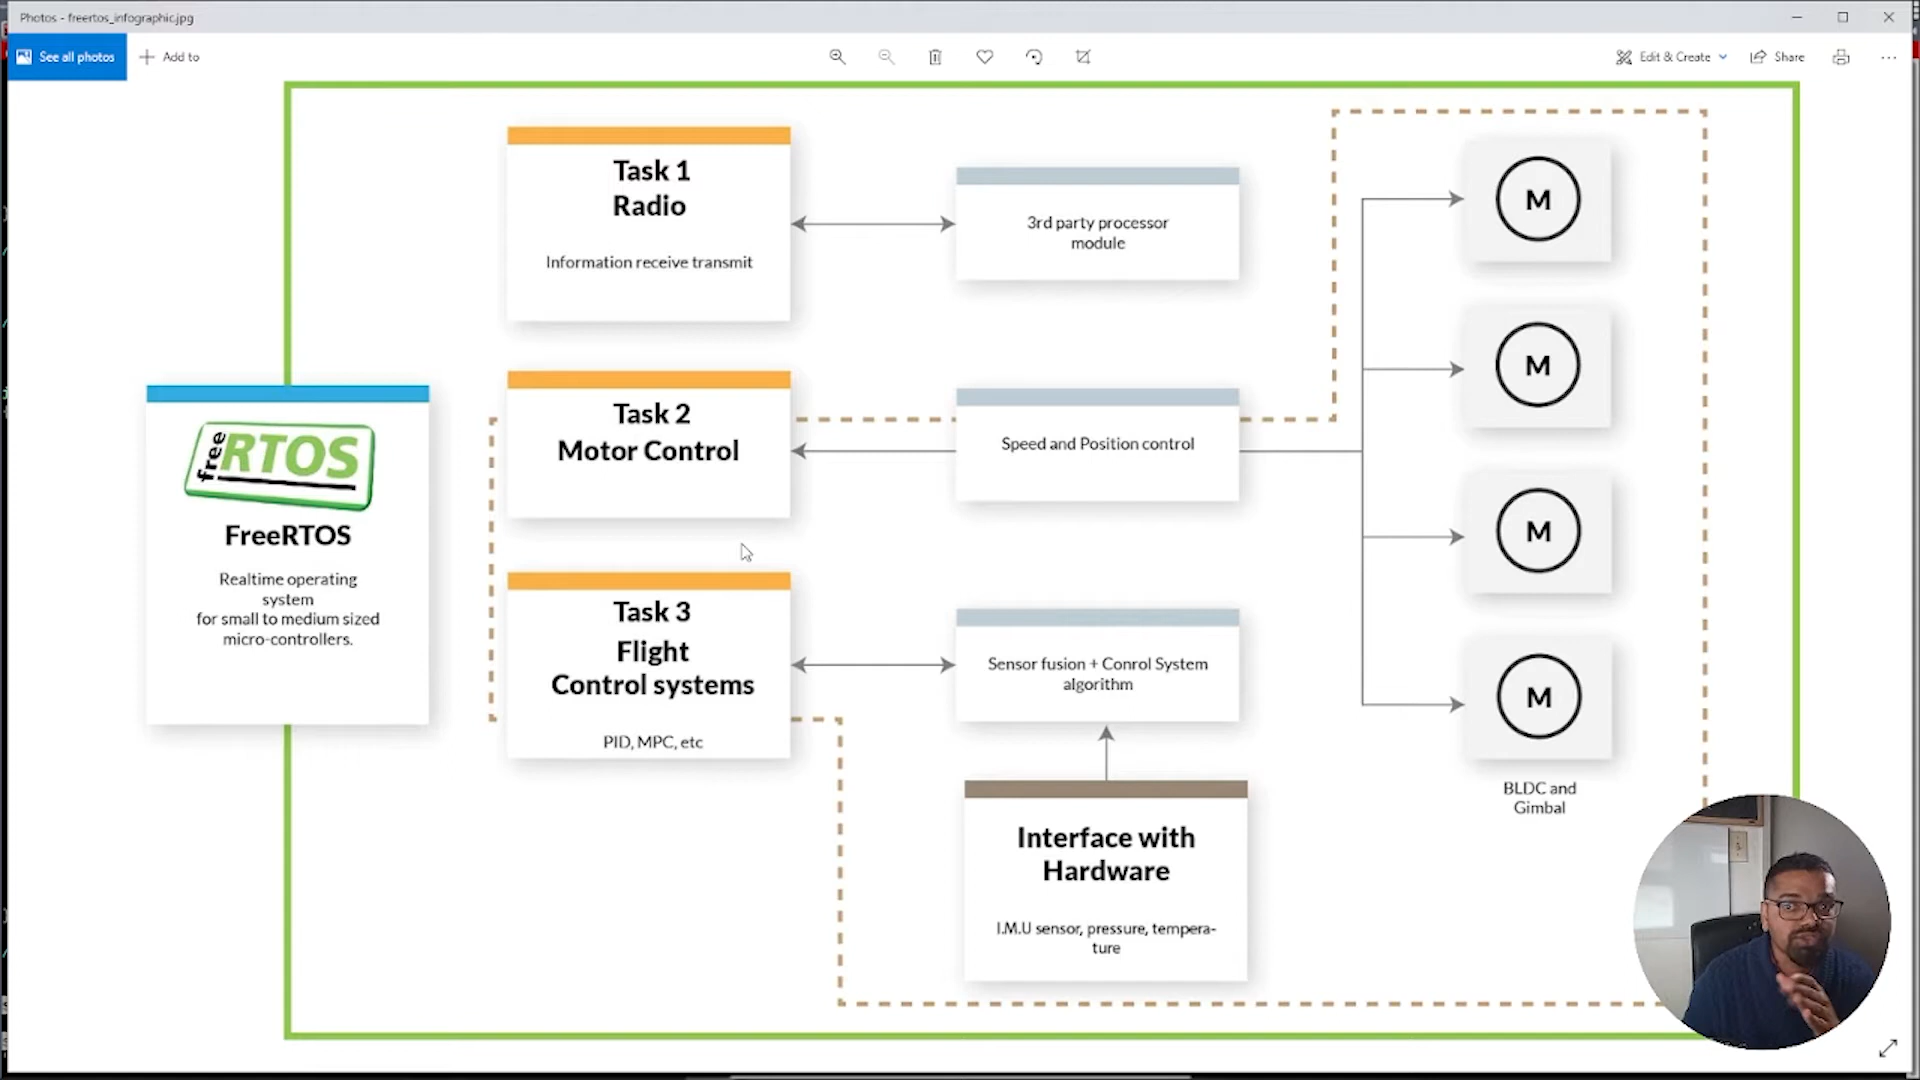 Photos - freertos_infographic.jpg
See all photos
Add to
Edit & Create
Share
Task 1
Radio
Information receive transmit
3rd party processor
module
M
M
M
M
BLDC and
Gimbal
Task 2
Motor Control
Speed and Position control
free RTOS
FreeRTOS
Realtime operating
system
for small to medium sized
micro-controllers.
Task 3
Flight
Control systems
PID, MPC, etc
Sensor fusion + Conrol System
algorithm
Interface with
Hardware
I.M.U sensor, pressure, tempera-
ture